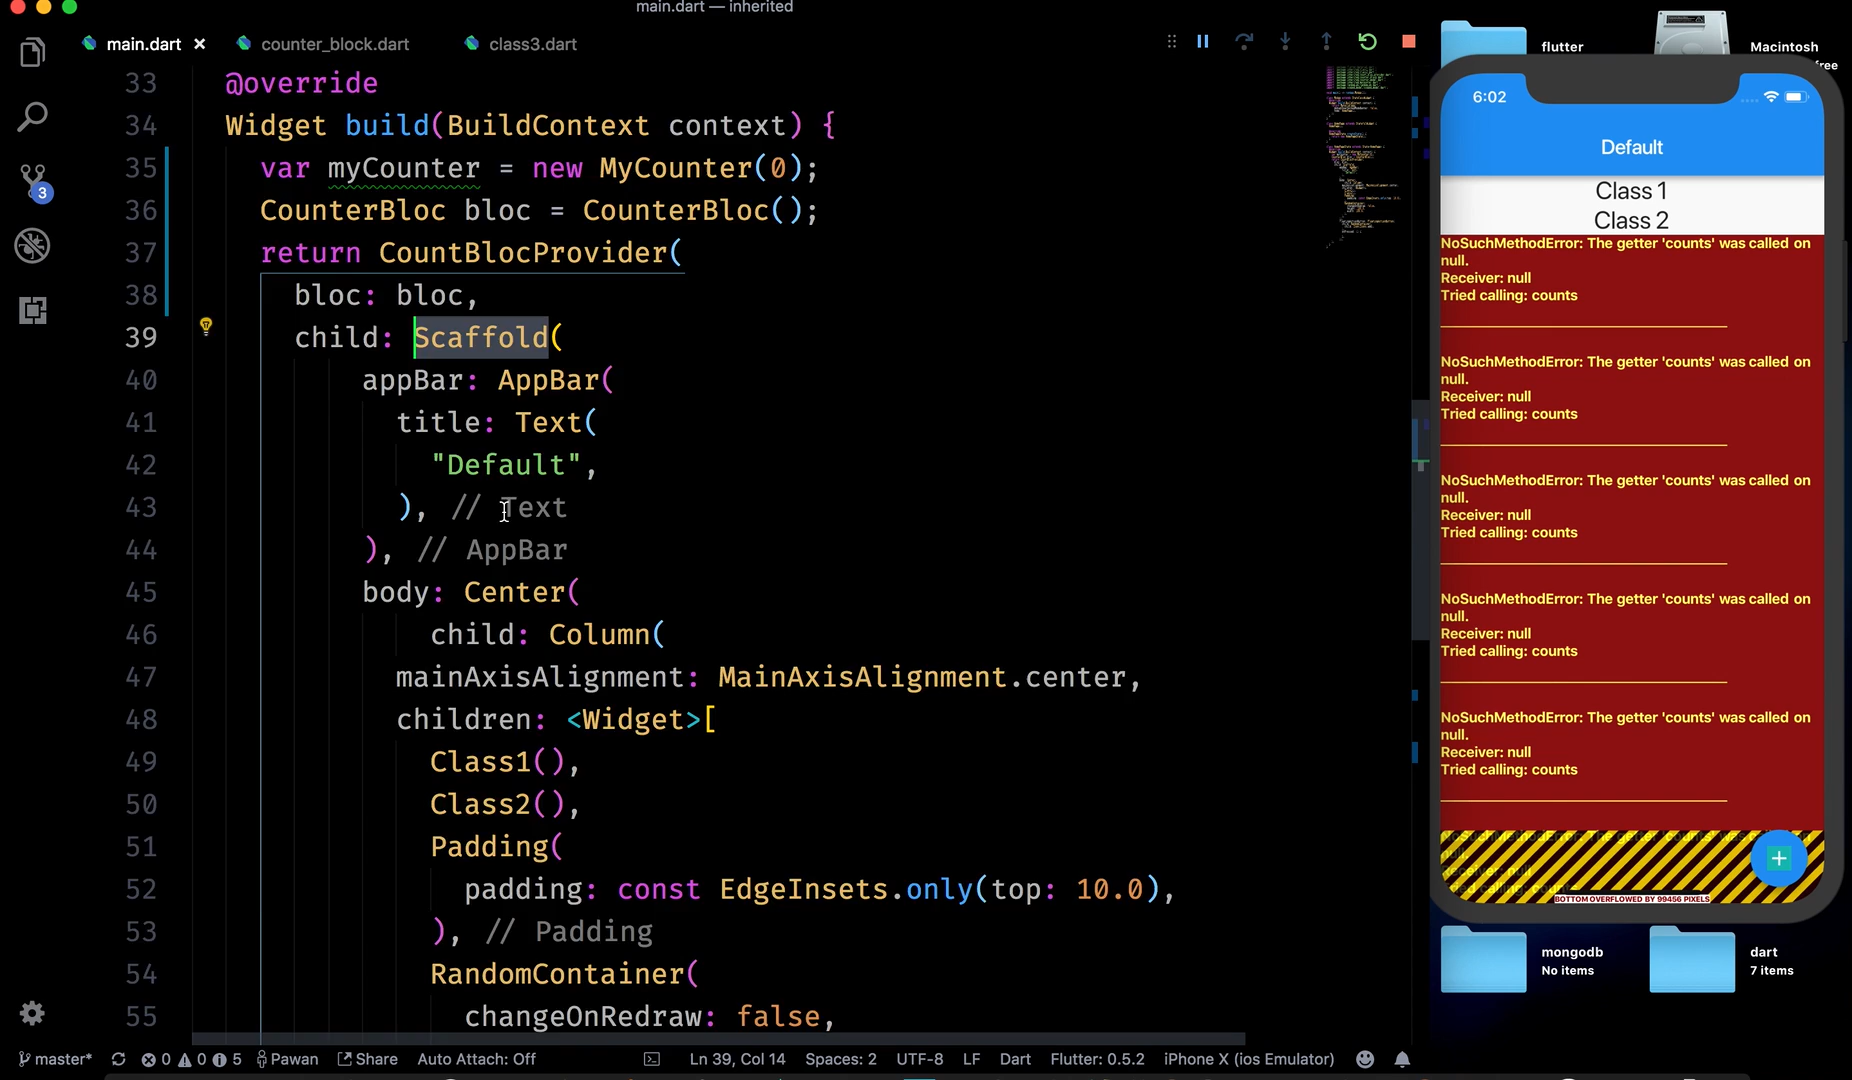 main.dart — inherited
main.dart × counter_block.dart class3.dart
33 @override
34 Widget build(BuildContext context) {
35 var myCounter = new MyCounter(0);
36 CounterBloc bloc = CounterBloc();
37 return CountBlocProvider(
38 bloc: bloc,
39 child: Scaffold(
40 appBar: AppBar(
41 title: Text(
42 "Default",
43 ), // Text
44 ), // AppBar
45 body: Center(
46 child: Column(
47 mainAxisAlignment: MainAxisAlignment.center,
48 children: <Widget>[
49 Class1(),
50 Class2(),
51 Padding(
52 padding: const EdgeInsets.only(top: 10.0),
53 ), // Padding
54 RandomContainer(
55 changeOnRedraw: false,
3
master* 0 0 5 Pawan Share Auto Attach: Off Ln 39, Col 14 Spaces: 2 UTF-8 LF Dart Flutter: 0.5.2 iPhone X (ios Emulator)
flutter
Macintosh
free
6:02
Default
Class 1
Class 2
NoSuchMethodError: The getter 'counts' was called on
null.
Receiver: null
Tried calling: counts
NoSuchMethodError: The getter 'counts' was called on
null.
Receiver: null
Tried calling: counts
NoSuchMethodError: The getter 'counts' was called on
null.
Receiver: null
Tried calling: counts
NoSuchMethodError: The getter 'counts' was called on
null.
Receiver: null
Tried calling: counts
NoSuchMethodError: The getter 'counts' was called on
null.
Receiver: null
Tried calling: counts
BOTTOM OVERFLOWED BY 99456 PIXELS
mongodb
No items
dart
7 items